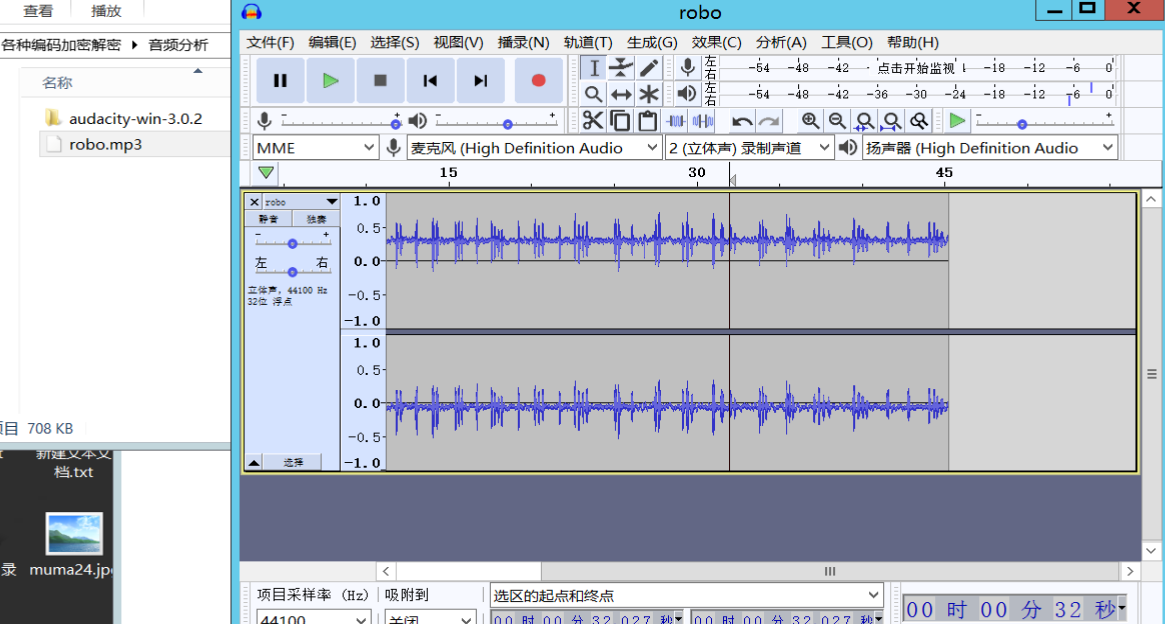 查看 播放
各种编码加密解密 音频分析
名称
audacity-win-3.0.2
robo.mp3
项目 708 KB
新建文本文
档.txt
录 muma24.jp
robo
文件(F) 编辑(E) 选择(S) 视图(V) 播录(N) 轨道(T) 生成(G) 效果(C) 分析(A) 工具(O) 帮助(H)
左 右 -54 -48 -42 点击开始监视 -18 -12 -6 0
左 右 -54 -48 -42 -36 -30 -24 -18 -12 -6 0
MME 麦克风 (High Definition Audio 2 (立体声) 录制声道 扬声器 (High Definition Audio
15 30 45
robo
静音 独奏
- +
左 右
立体声, 44100 Hz
32位 浮点
选择
1.0
0.5
0.0
-0.5
-1.0
1.0
0.5
0.0
-0.5
-1.0
项目采样率 (Hz) 吸附到 选区的起点和终点
44100 关闭 00 时 00 分 32.027 秒 00 时 00 分 32.027 秒
00 时 00 分 32 秒